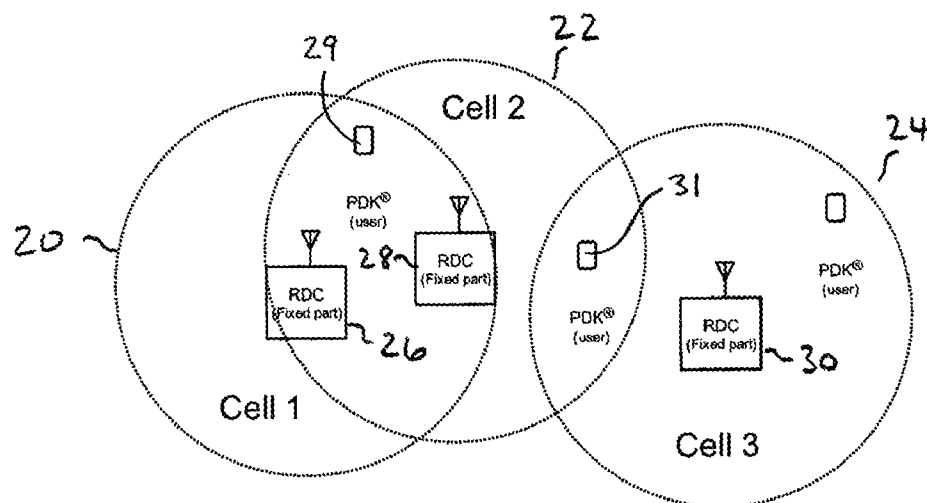 29
22
Cell 2
24
20
31
PDK®
(user)
28
RDC
(Fixed part)
RDC
(Fixed part)
26
PDK®
(user)
PDK®
(user)
RDC
(Fixed part)
30
Cell 1
Cell 3